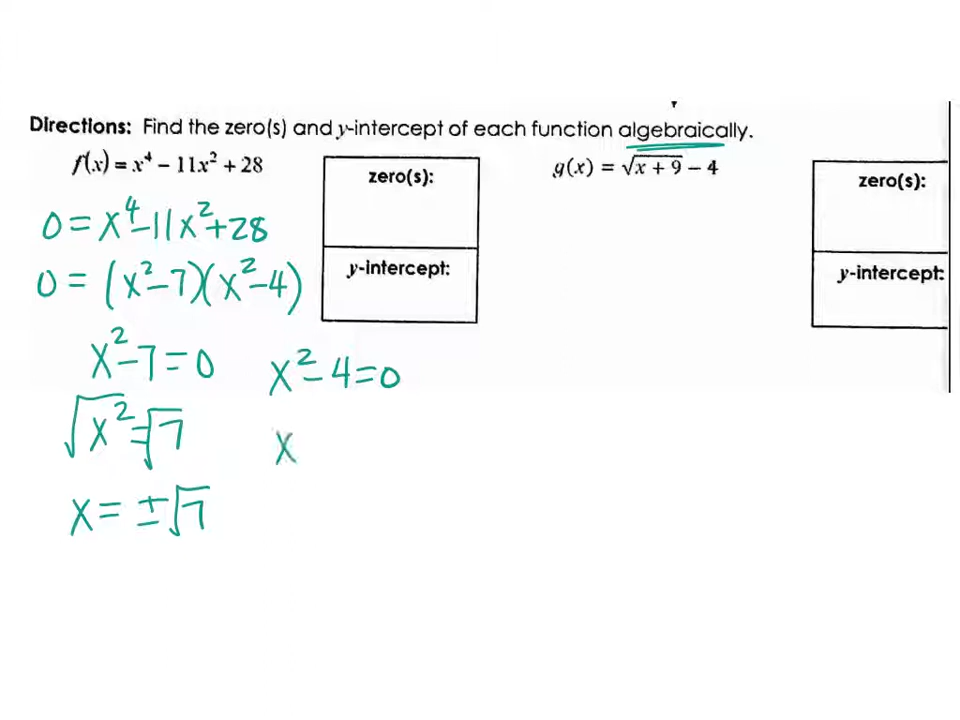 Directions: Find the zero(s) and y-intercept of each function algebraically.
f(x) = x⁴ − 11x² + 28
zero(s):
y-intercept:
g(x) = √(x + 9) − 4
zero(s):
y-intercept:
0 = x⁴ − 11x² + 28
0 = (x² − 7)(x² − 4)
x² − 7 = 0
x² − 4 = 0
√x² = √7
x
x = ±√7